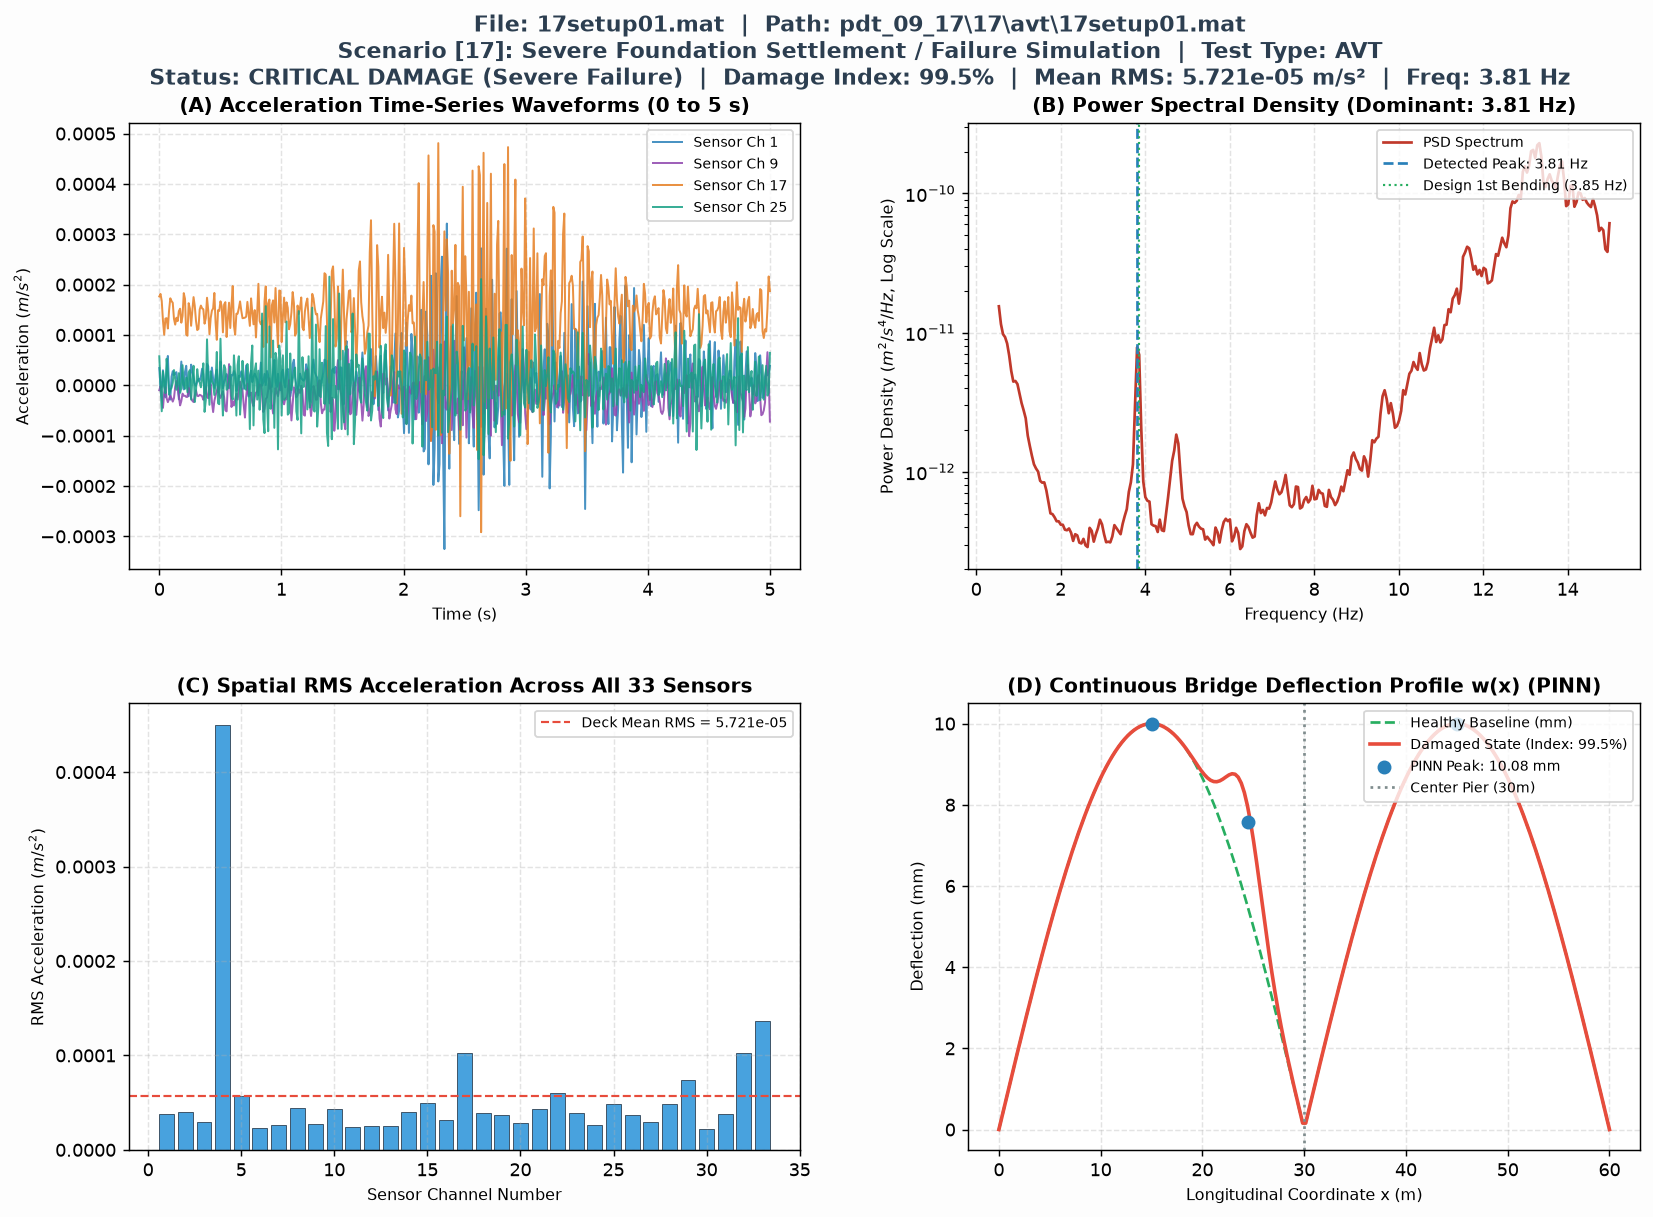 File: 17setup01.mat | Path: pdt_09_17\17\avt\17setup01.mat
Scenario [17]: Severe Foundation Settlement / Failure Simulation | Test Type: AVT
Status: CRITICAL DAMAGE (Severe Failure) | Damage Index: 99.5% | Mean RMS: 5.721e-05 m/s² | Freq: 3.81 Hz
(A) Acceleration Time-Series Waveforms (0 to 5 s)
Acceleration (m/s²)
0.0005
0.0004
0.0003
0.0002
0.0001
0.0000
−0.0001
−0.0002
−0.0003
Sensor Ch 1
Sensor Ch 9
Sensor Ch 17
Sensor Ch 25
0 1 2 3 4 5
Time (s)
(B) Power Spectral Density (Dominant: 3.81 Hz)
Power Density (m²/s⁴/Hz, Log Scale)
10⁻¹⁰
10⁻¹¹
10⁻¹²
PSD Spectrum
Detected Peak: 3.81 Hz
Design 1st Bending (3.85 Hz)
0 2 4 6 8 10 12 14
Frequency (Hz)
(C) Spatial RMS Acceleration Across All 33 Sensors
RMS Acceleration (m/s²)
0.0004
0.0003
0.0002
0.0001
0.0000
Deck Mean RMS = 5.721e-05
0 5 10 15 20 25 30 35
Sensor Channel Number
(D) Continuous Bridge Deflection Profile w(x) (PINN)
Deflection (mm)
10
8
6
4
2
0
Healthy Baseline (mm)
Damaged State (Index: 99.5%)
PINN Peak: 10.08 mm
Center Pier (30m)
0 10 20 30 40 50 60
Longitudinal Coordinate x (m)